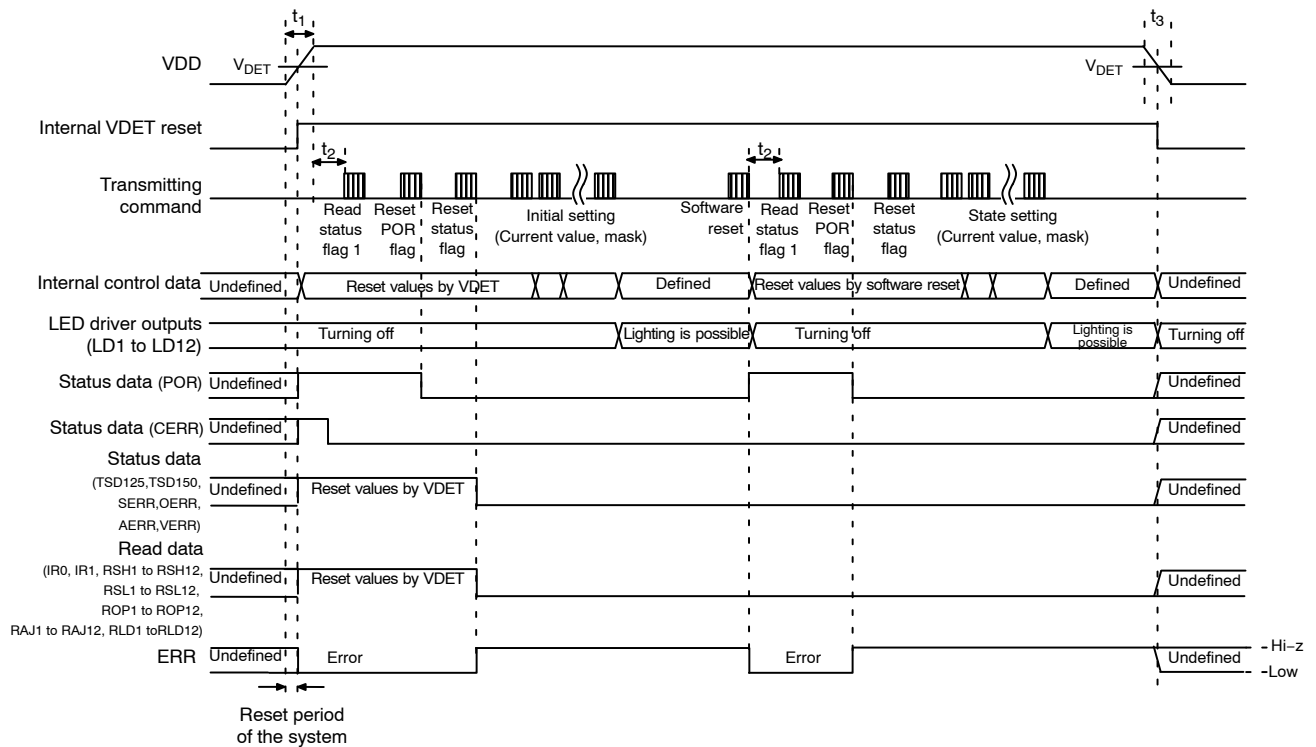 t1
t3
VDD
VDET
VDET
Internal VDET reset
t2
t2
Transmitting
command
Read
status
flag 1
Reset
POR
flag
Reset
status
flag
Initial setting
(Current value, mask)
Software
reset
Read
status
flag 1
Reset
POR
flag
Reset
status
flag
State setting
(Current value, mask)
Internal control data
Undefined
Reset values by VDET
Defined
Reset values by software reset
Defined
Undefined
LED driver outputs
(LD1 to LD12)
Turning off
Lighting is possible
Turning off
Lighting is
possible
Turning off
Status data (POR)
Undefined
Undefined
Status data (CERR)
Undefined
Undefined
Status data
(TSD125,TSD150,
SERR,OERR,
AERR,VERR)
Undefined
Reset values by VDET
Undefined
Read data
(IR0, IR1, RSH1 to RSH12,
RSL1 to RSL12,
ROP1 to ROP12,
RAJ1 to RAJ12, RLD1 toRLD12)
Undefined
Reset values by VDET
Undefined
ERR
Undefined
Error
Error
Undefined
Hi−z
Low
Reset period
of the system